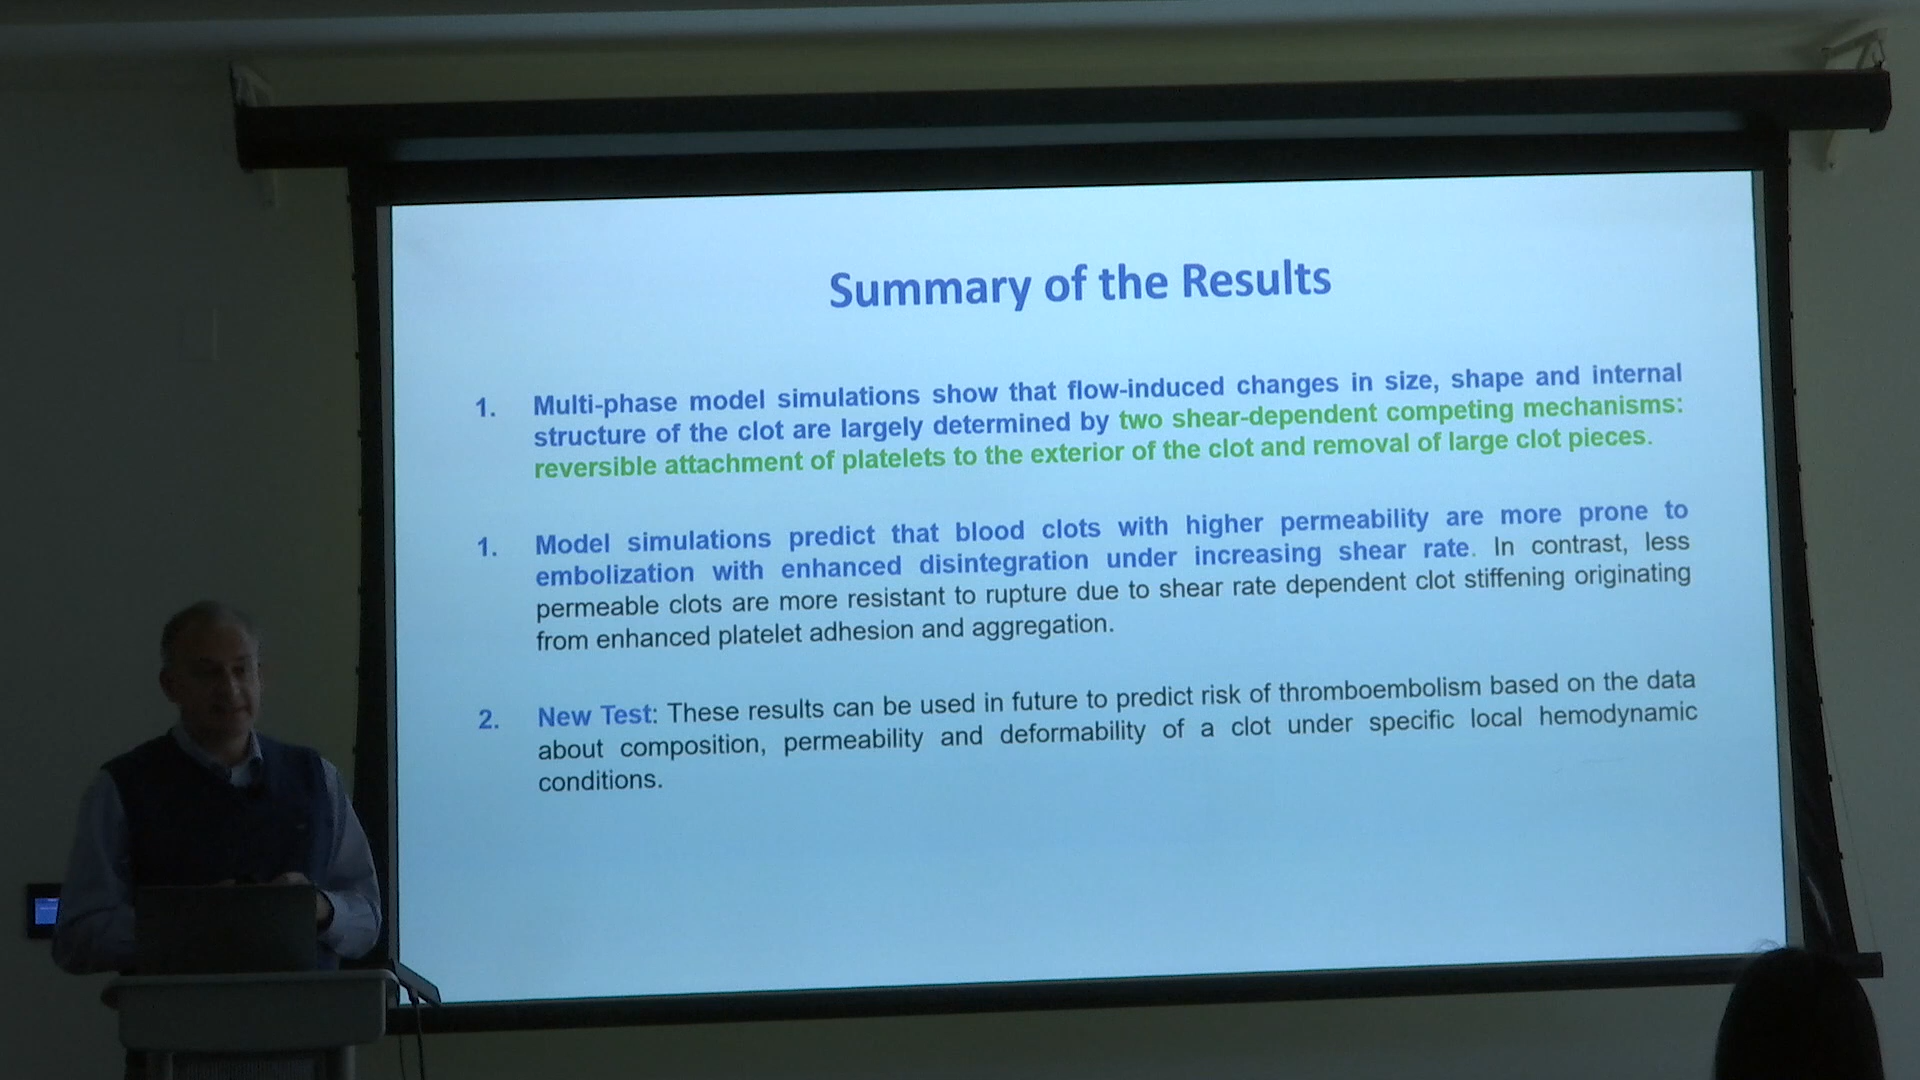 Summary of the Results
1. Multi-phase model simulations show that flow-induced changes in size, shape and internal
structure of the clot are largely determined by two shear-dependent competing mechanisms:
reversible attachment of platelets to the exterior of the clot and removal of large clot pieces.
1. Model simulations predict that blood clots with higher permeability are more prone to
embolization with enhanced disintegration under increasing shear rate. In contrast, less
permeable clots are more resistant to rupture due to shear rate dependent clot stiffening originating
from enhanced platelet adhesion and aggregation.
2. New Test: These results can be used in future to predict risk of thromboembolism based on the data
about composition, permeability and deformability of a clot under specific local hemodynamic
conditions.